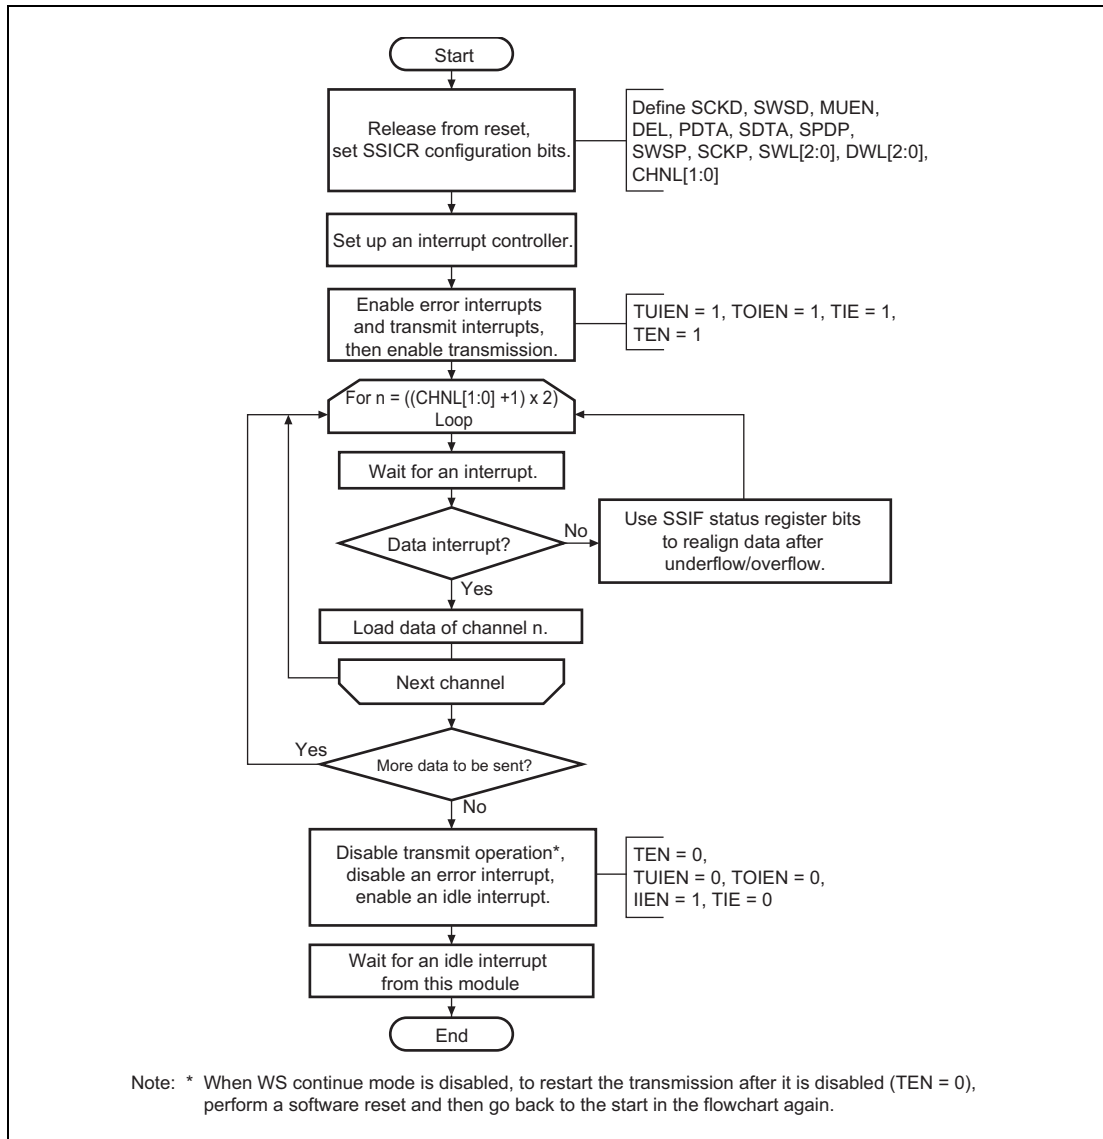 Start
Release from reset,
set SSICR configuration bits.
Define SCKD, SWSD, MUEN,
DEL, PDTA, SDTA, SPDP,
SWSP, SCKP, SWL[2:0], DWL[2:0],
CHNL[1:0]
Set up an interrupt controller.
Enable error interrupts
and transmit interrupts,
then enable transmission.
TUIEN = 1, TOIEN = 1, TIE = 1,
TEN = 1
For n = ((CHNL[1:0] +1) x 2)
Loop
Wait for an interrupt.
Data interrupt?
No
Use SSIF status register bits
to realign data after
underflow/overflow.
Yes
Load data of channel n.
Next channel
Yes
More data to be sent?
No
Disable transmit operation*,
disable an error interrupt,
enable an idle interrupt.
TEN = 0,
TUIEN = 0, TOIEN = 0,
IIEN = 1, TIE = 0
Wait for an idle interrupt
from this module
End
Note: * When WS continue mode is disabled, to restart the transmission after it is disabled (TEN = 0),
perform a software reset and then go back to the start in the flowchart again.